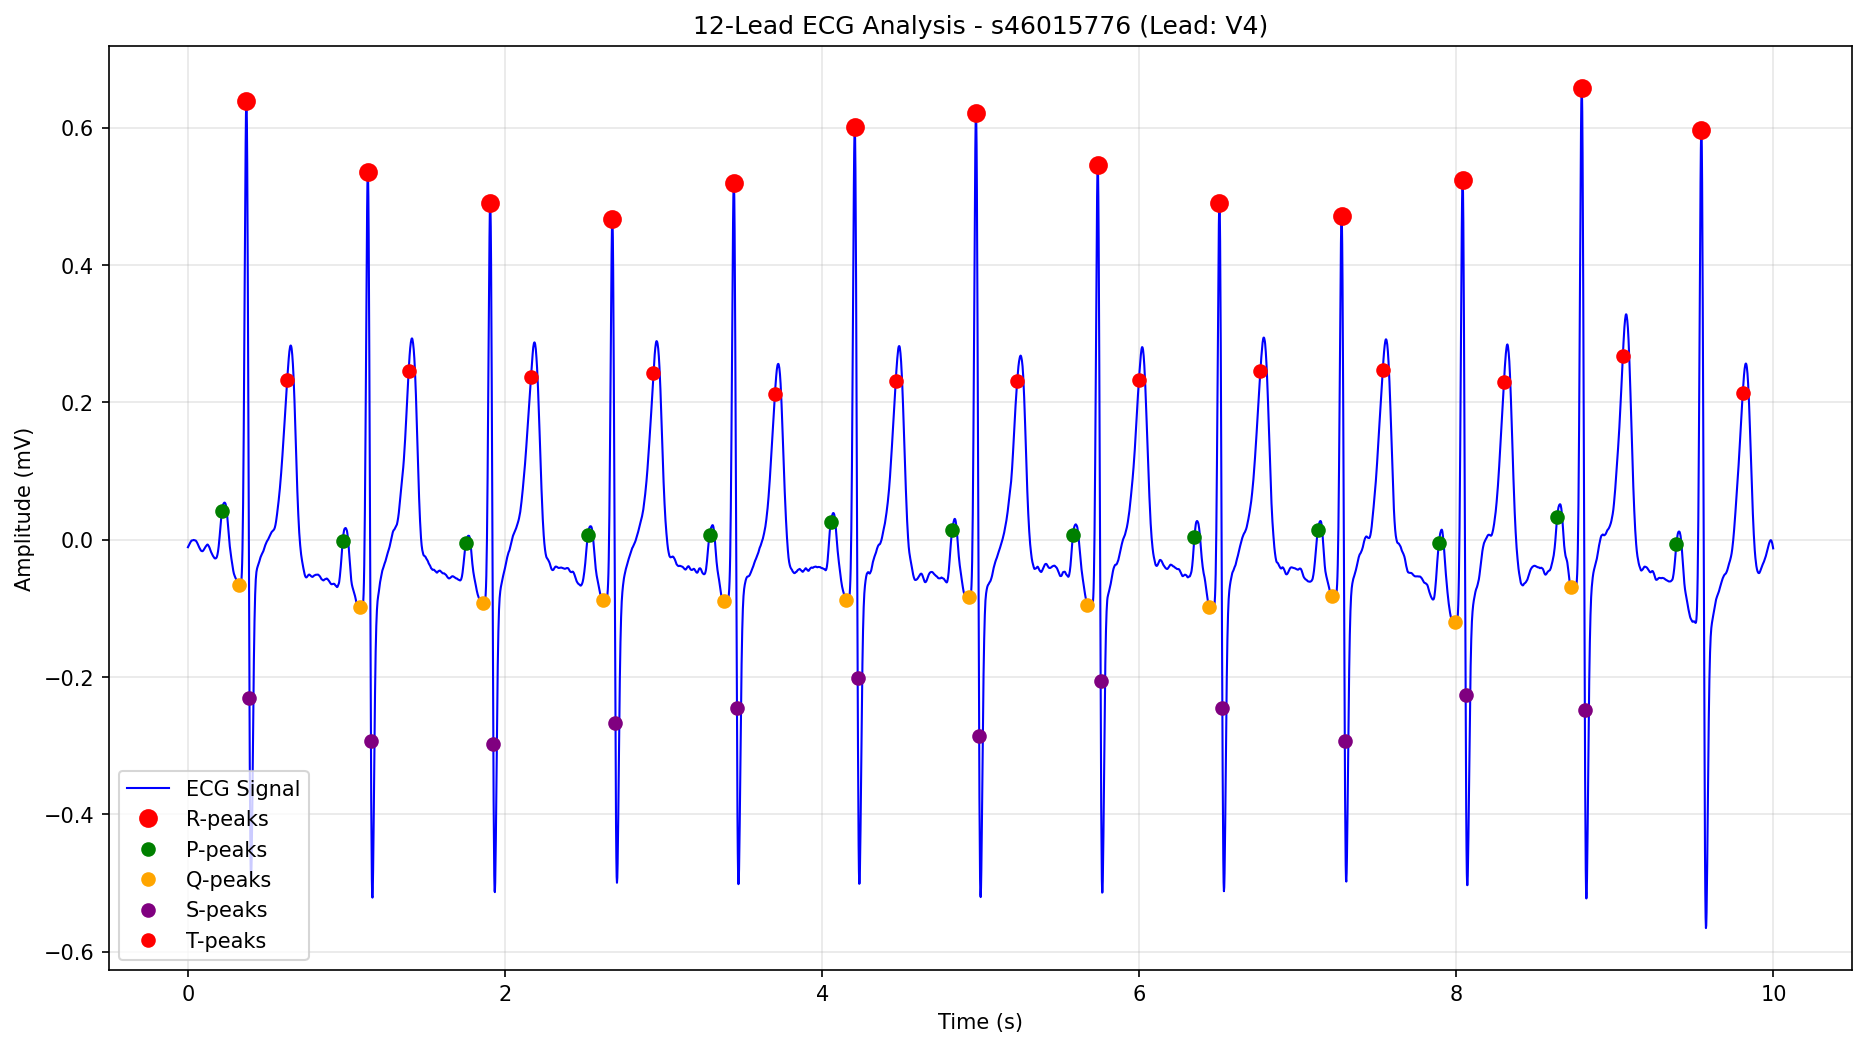 12-Lead ECG Analysis - s46015776 (Lead: V4)
Amplitude (mV)
0.6
0.4
0.2
0.0
−0.2
−0.4
−0.6
ECG Signal
R-peaks
P-peaks
Q-peaks
S-peaks
T-peaks
0 2 4 6 8 10
Time (s)